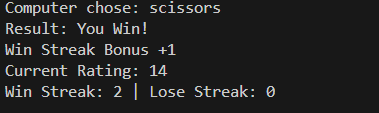 Computer chose: scissors
Result: You Win!
Win Streak Bonus +1
Current Rating: 14
Win Streak: 2 | Lose Streak: 0